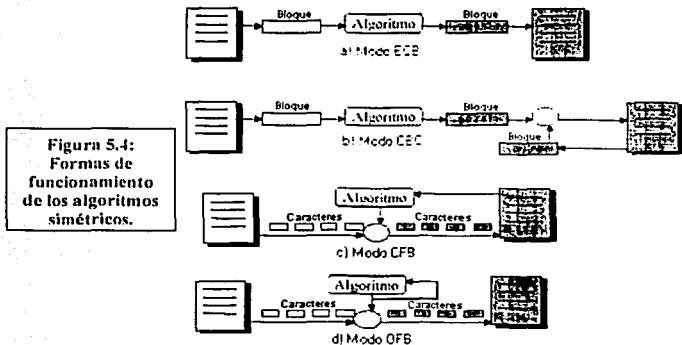 Bloque
Algoritmo
Bloque
a) Modo ECB
Bloque
Algoritmo
Bloque
Bloque
b) Modo CBC
Figura 5.4:
Formas de
funcionamiento
de los algoritmos
simétricos.
Algoritmo
Caracteres
Caracteres
c) Modo CFB
Algoritmo
Caracteres
Caracteres
d) Modo OFB